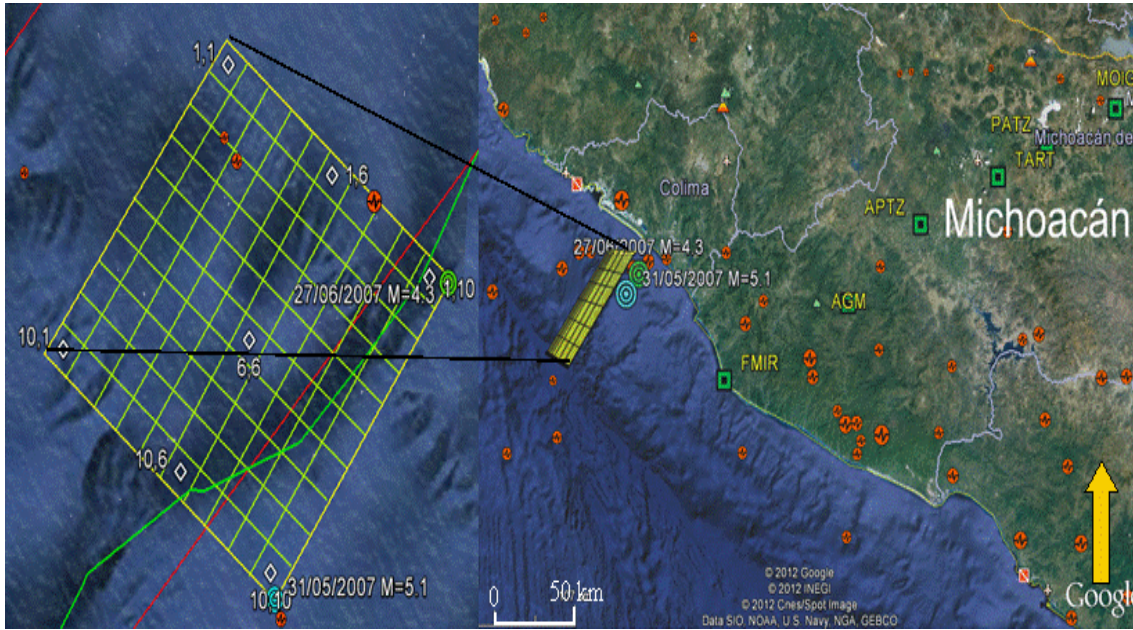 1,1
1,6
27/06/2007 M=4.3
1,10
10,1
6,6
10,6
31/05/2007 M=5.1
10,10
MOIG
PATZ
Michoacán de
TART
Colima
APTZ
Michoacán
27/06/2007 M=4.3
31/05/2007 M=5.1
AGM
FMIR
© 2012 Google
© 2012 INEGI
© 2012 Cnes/Spot Image
Data SIO, NOAA, U.S. Navy, NGA, GEBCO
Google
0 50 km